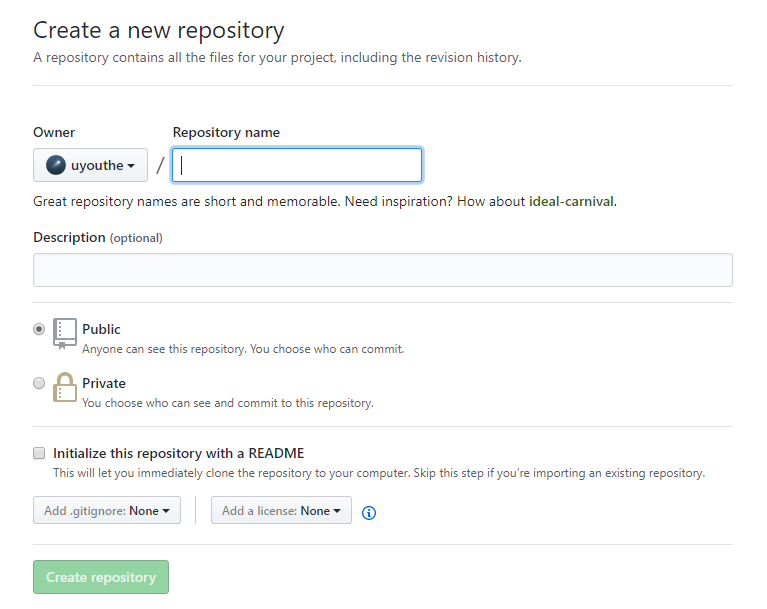 Create a new repository
A repository contains all the files for your project, including the revision history.
Owner Repository name
uyouthe /
Great repository names are short and memorable. Need inspiration? How about ideal-carnival.
Description (optional)
Public
Anyone can see this repository. You choose who can commit.
Private
You choose who can see and commit to this repository.
Initialize this repository with a README
This will let you immediately clone the repository to your computer. Skip this step if you’re importing an existing repository.
Add .gitignore: None Add a license: None
Create repository